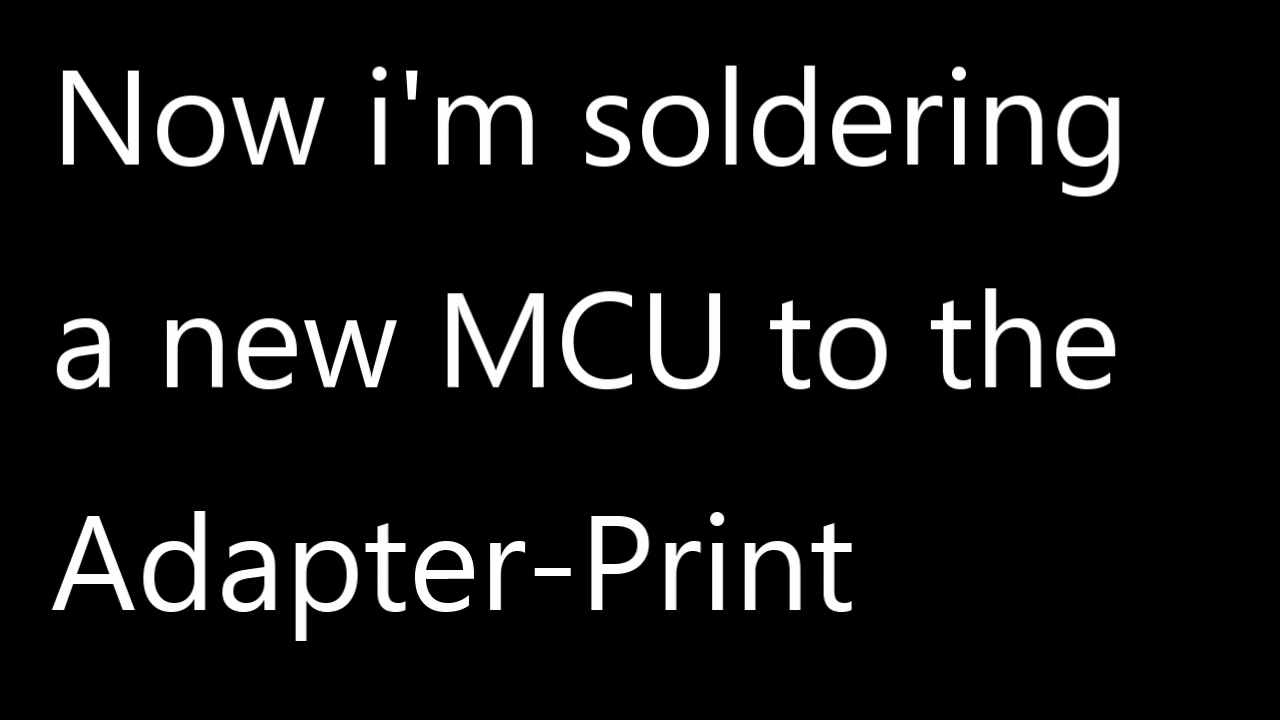 Now i'm soldering
a new MCU to the
Adapter-Print